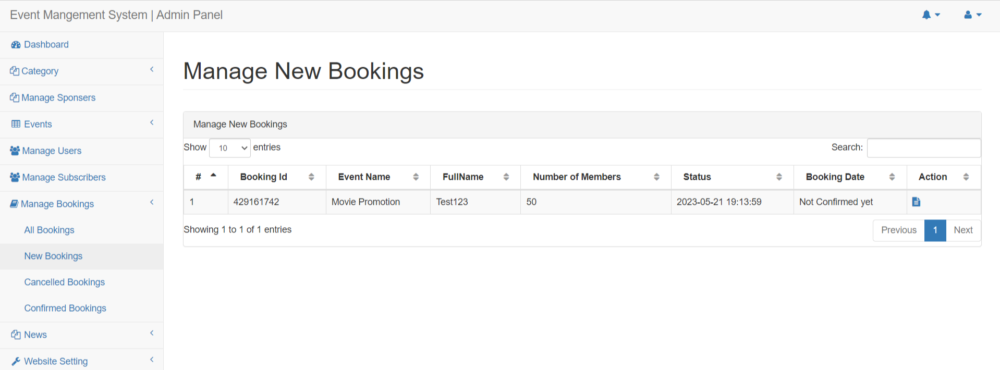 Event Mangement System | Admin Panel
Dashboard
Category
Manage Sponsers
Events
Manage Users
Manage Subscribers
Manage Bookings
All Bookings
New Bookings
Cancelled Bookings
Confirmed Bookings
News
Website Setting
Manage New Bookings
Manage New Bookings
Show 10 entries Search:
# Booking Id Event Name FullName Number of Members Status Booking Date Action
1 429161742 Movie Promotion Test123 50 2023-05-21 19:13:59 Not Confirmed yet
Showing 1 to 1 of 1 entries Previous 1 Next